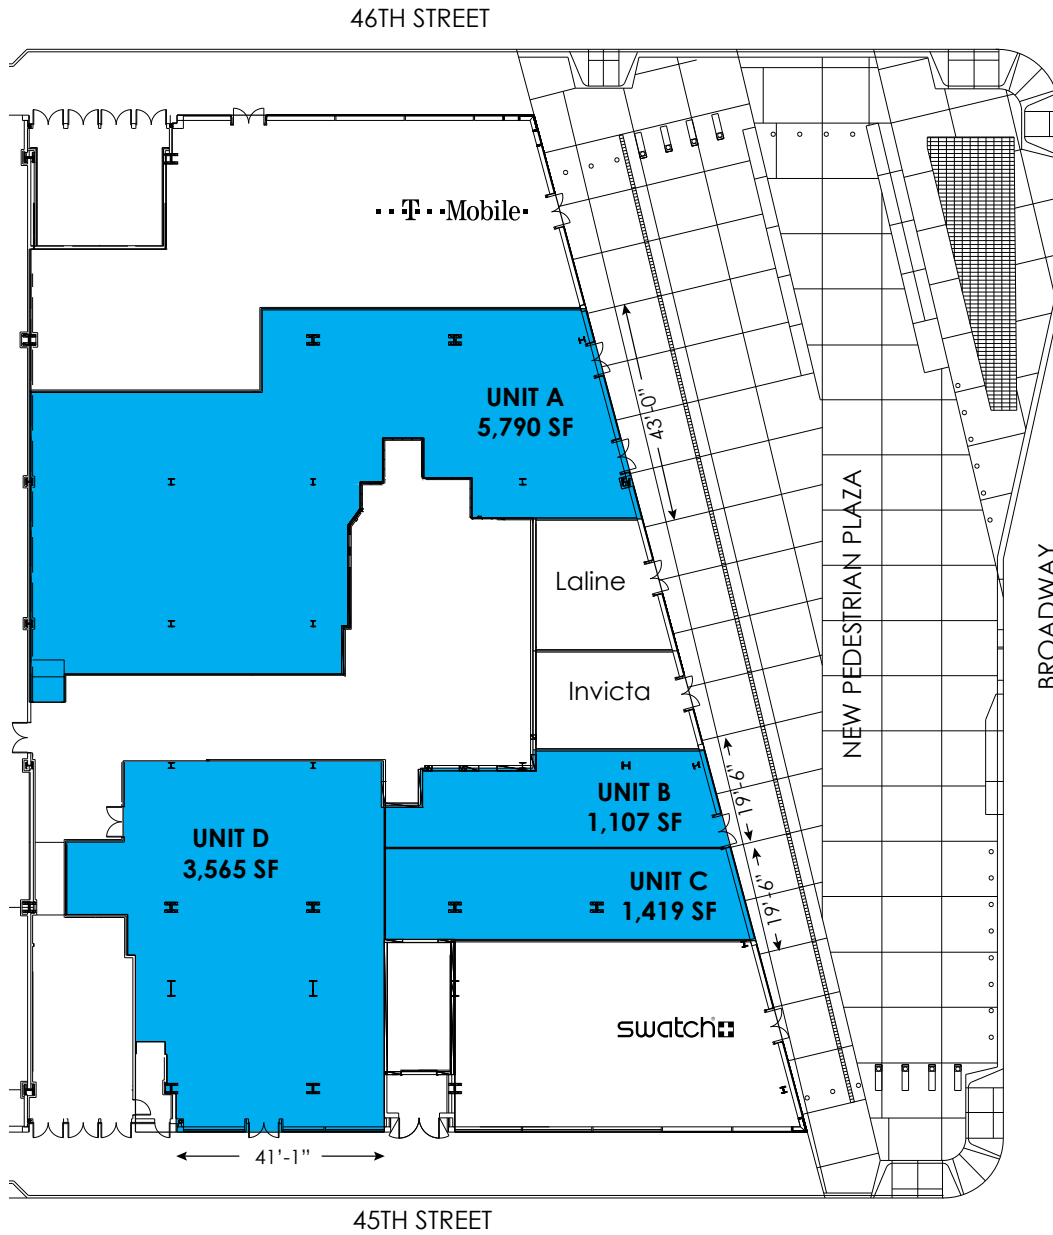 46TH STREET
T Mobile
UNIT A
5,790 SF
43'-0"
Laline
Invicta
NEW PEDESTRIAN PLAZA
BROADWAY
UNIT B
1,107 SF
19'-6"
UNIT D
3,565 SF
UNIT C
1,419 SF
19'-6"
swatch
41'-1"
45TH STREET